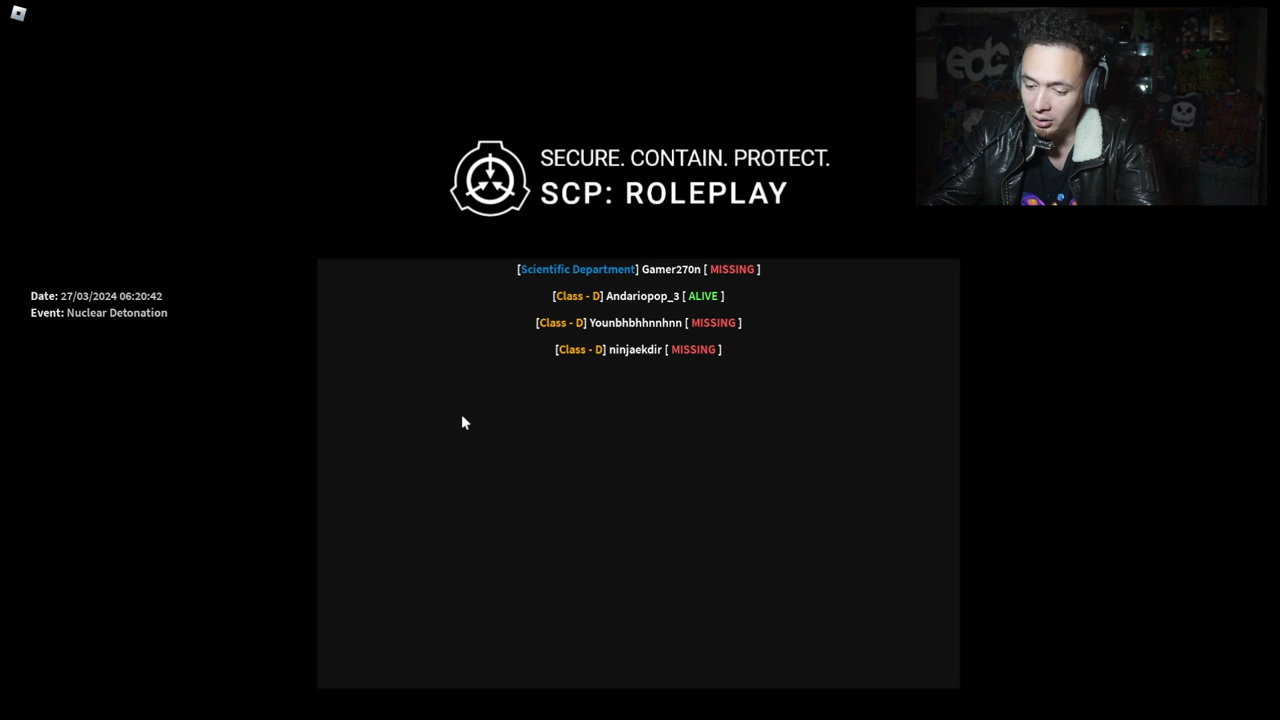 edc
SECURE. CONTAIN. PROTECT.
SCP: ROLEPLAY
[Scientific Department] Gamer270n [ MISSING ]
Date: 27/03/2024 06:20:42
[Class - D] Andariopop_3 [ ALIVE ]
Event: Nuclear Detonation
[Class - D] Younbhbhhnnhnn [ MISSING ]
[Class - D] ninjaekdir [ MISSING ]